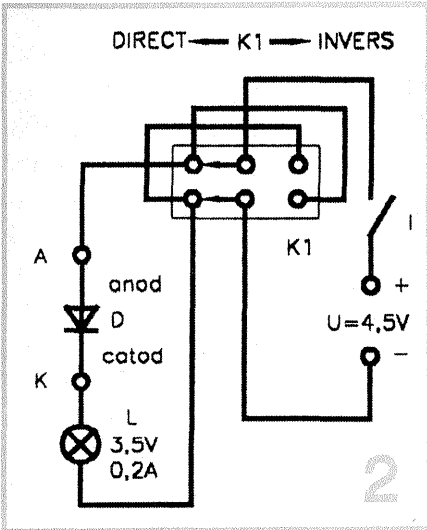 DIRECT K1 INVERS
K1
I
A
+
anod
D
U=4,5V
catod
−
K
L
3,5V
0,2A
2